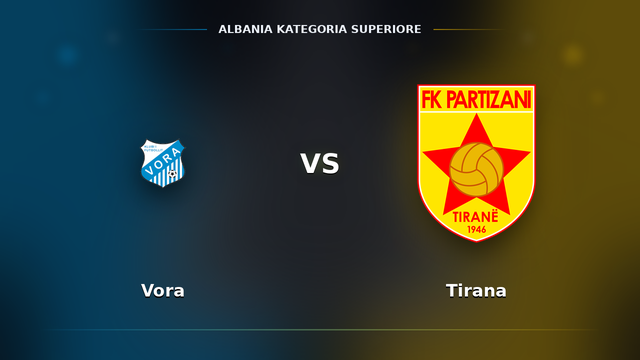 ALBANIA KATEGORIA SUPERIORE
VORA
VS
FK PARTIZANI
TIRANË
1946
Vora
Tirana